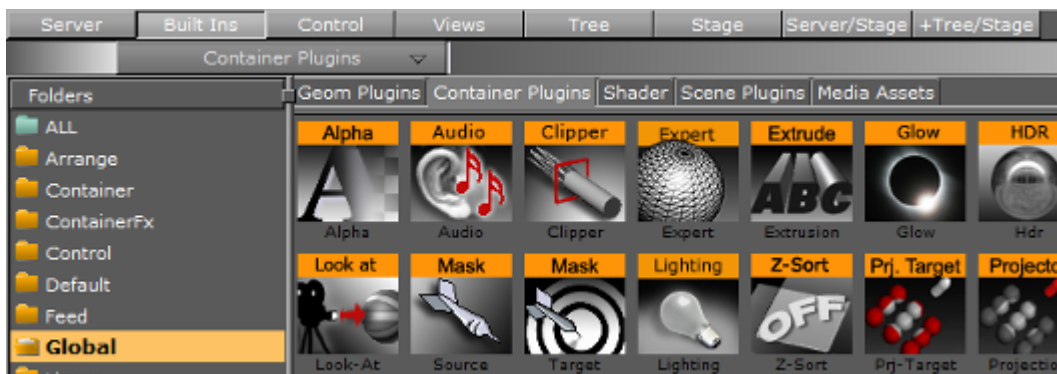 Server Built Ins Control Views Tree Stage Server/Stage +Tree/Stage
Container Plugins
Folders
Geom Plugins Container Plugins Shader Scene Plugins Media Assets
ALL
Arrange
Container
ContainerFx
Control
Default
Feed
Global
Alpha Audio Clipper Expert Extrude Glow HDR
A ABC
Alpha Audio Clipper Expert Extrusion Glow Hdr
Look at Mask Mask Lighting Z-Sort Prj. Target Projecto
OFF
Look-At Source Target Lighting Z-Sort Prj-Target Projectio